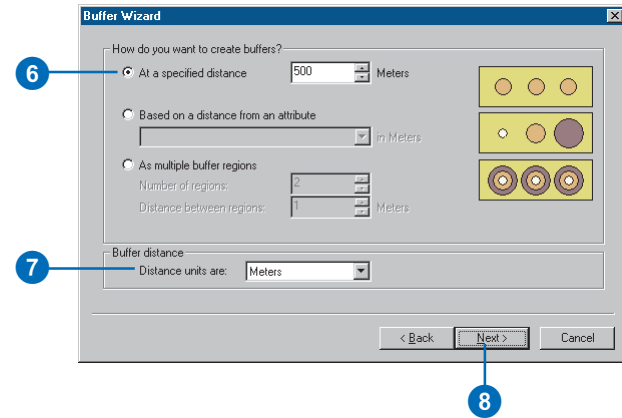 Buffer Wizard
How do you want to create buffers?
6
At a specified distance 500 Meters
Based on a distance from an attribute
in Meters
As multiple buffer regions
Number of regions: 2
Distance between regions: 1 Meters
Buffer distance
7
Distance units are: Meters
< Back Next > Cancel
8